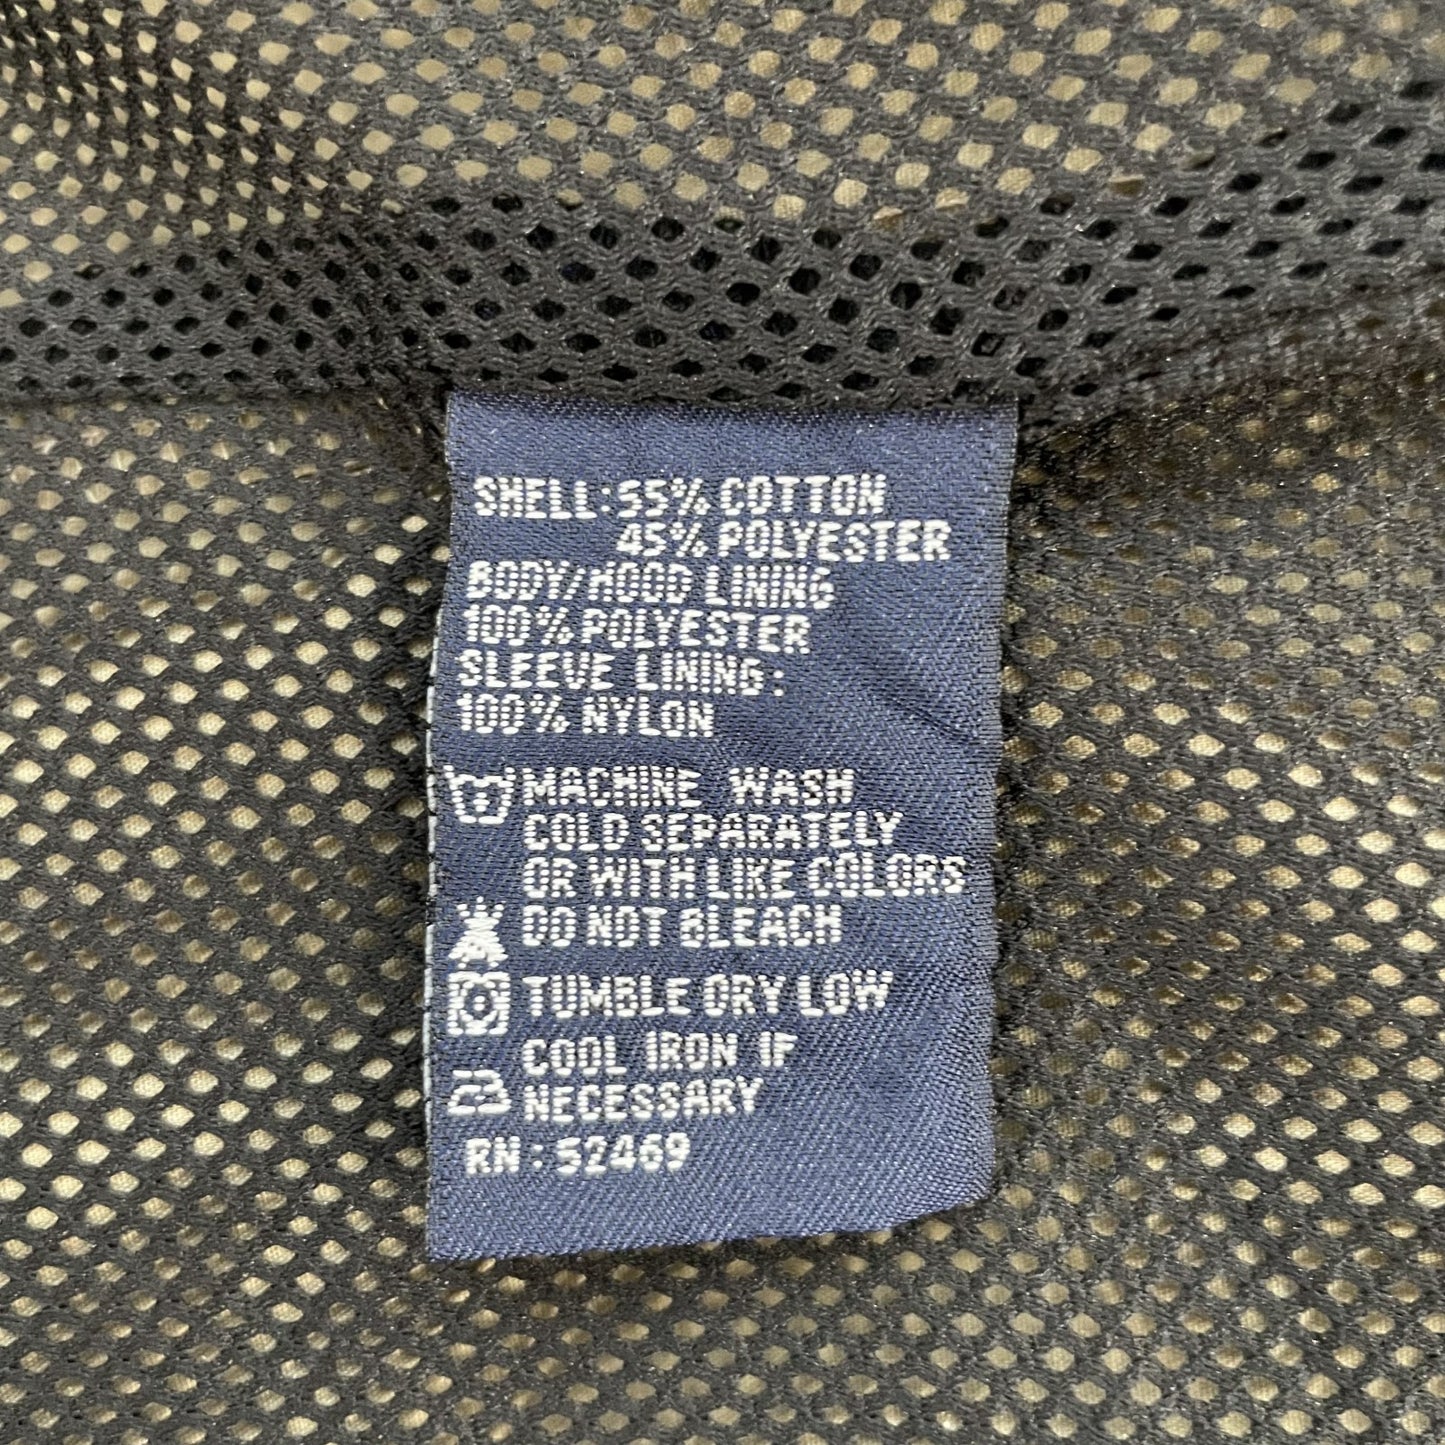 SHELL:55% COTTON
45% POLYESTER
BODY/HOOD LINING
100% POLYESTER
SLEEVE LINING:
100% NYLON
MACHINE WASH
COLD SEPARATELY
OR WITH LIKE COLORS
DO NOT BLEACH
TUMBLE DRY LOW
COOL IRON IF
NECESSARY
RN: 52469